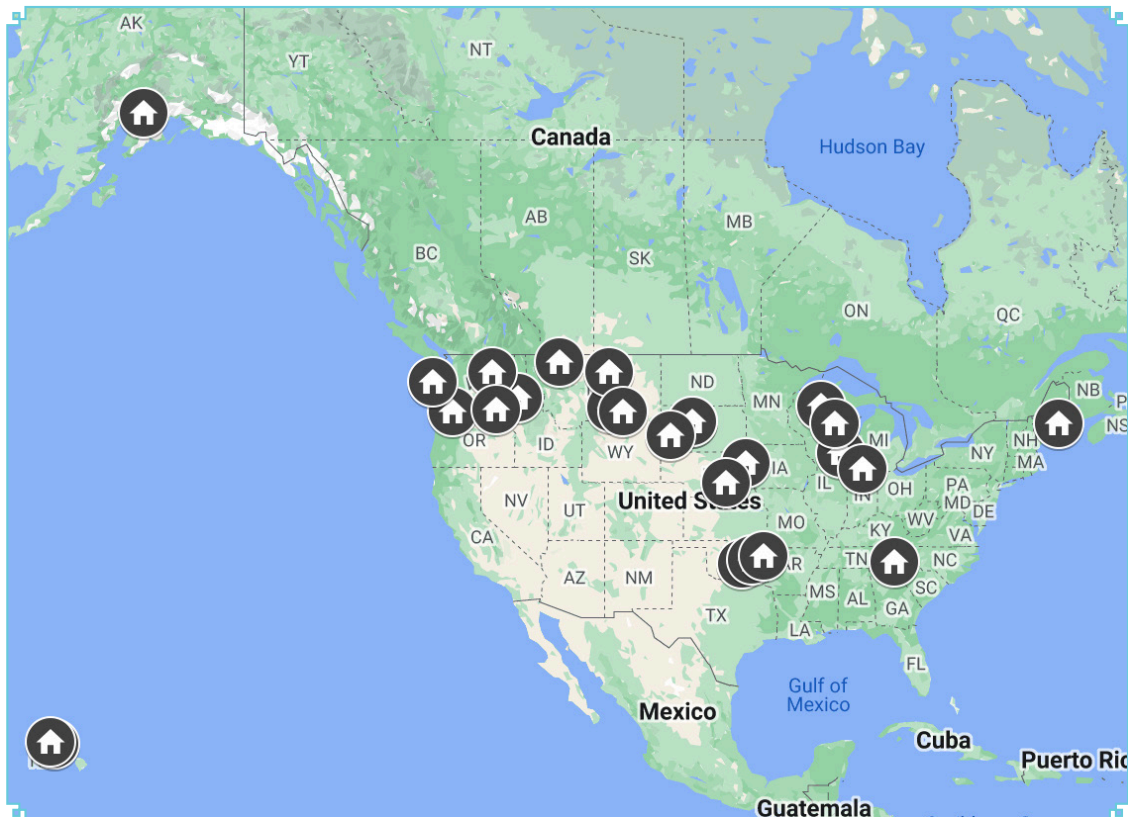 AK
NT
YT
Canada
Hudson Bay
AB
MB
BC
SK
ON
QC
NB
ND
MN
NS
OR
ID
WY
MI
NH
NY
MA
IA
IL
IN
OH
PA
MD
DE
United States
NV
UT
CA
MO
KY
WV
VA
AZ
NM
AR
TN
NC
MS
AL
SC
GA
TX
LA
FL
Gulf of
Mexico
Mexico
Cuba
Puerto Ric
Guatemala